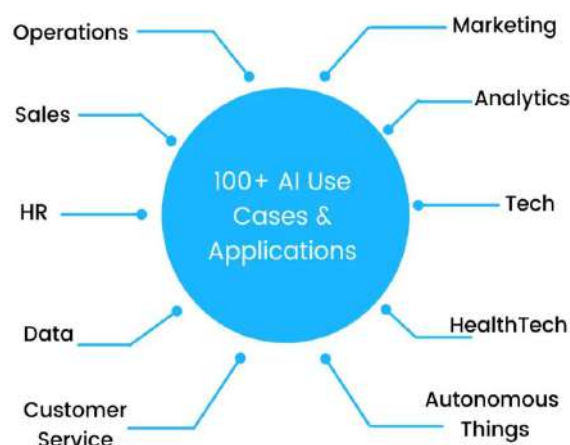 Operations
Marketing
Sales
Analytics
100+ AI Use
Cases &
Applications
HR
Tech
Data
HealthTech
Customer
Service
Autonomous
Things